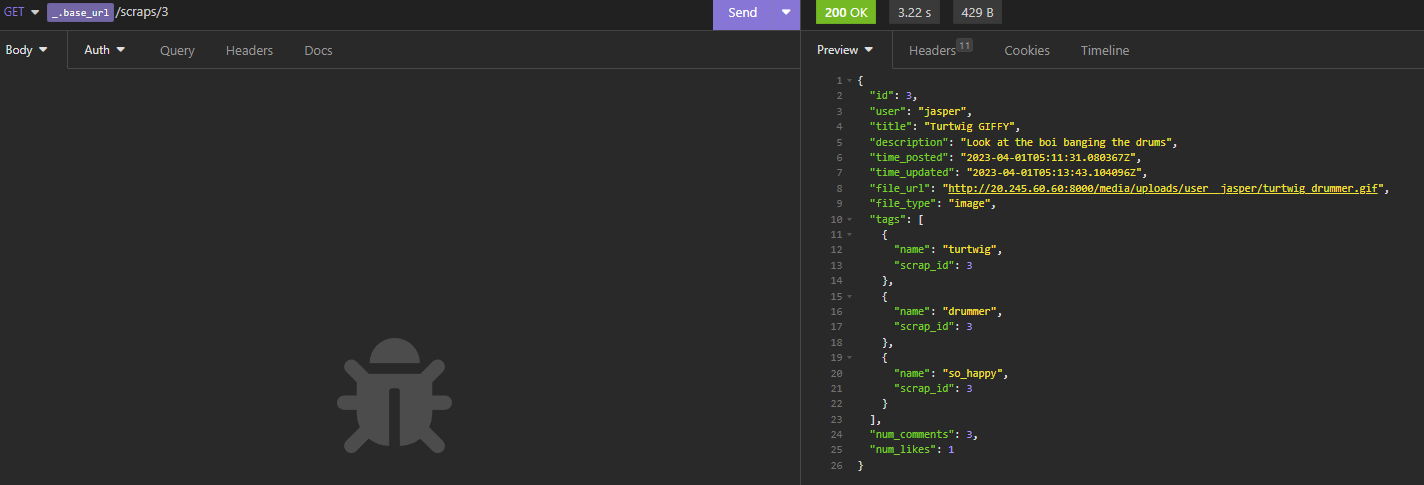 GET _.base_url /scraps/3 Send 200 OK 3.22 s 429 B
Body Auth Query Headers Docs Preview Headers 11 Cookies Timeline
1 {
2 "id": 3,
3 "user": "jasper",
4 "title": "Turtwig GIFFY",
5 "description": "Look at the boi banging the drums",
6 "time_posted": "2023-04-01T05:11:31.080367Z",
7 "time_updated": "2023-04-01T05:13:43.104096Z",
8 "file_url": "http://20.245.60.60:8000/media/uploads/user__jasper/turtwig_drummer.gif",
9 "file_type": "image",
10 "tags": [
11 {
12 "name": "turtwig",
13 "scrap_id": 3
14 },
15 {
16 "name": "drummer",
17 "scrap_id": 3
18 },
19 {
20 "name": "so_happy",
21 "scrap_id": 3
22 }
23 ],
24 "num_comments": 3,
25 "num_likes": 1
26 }